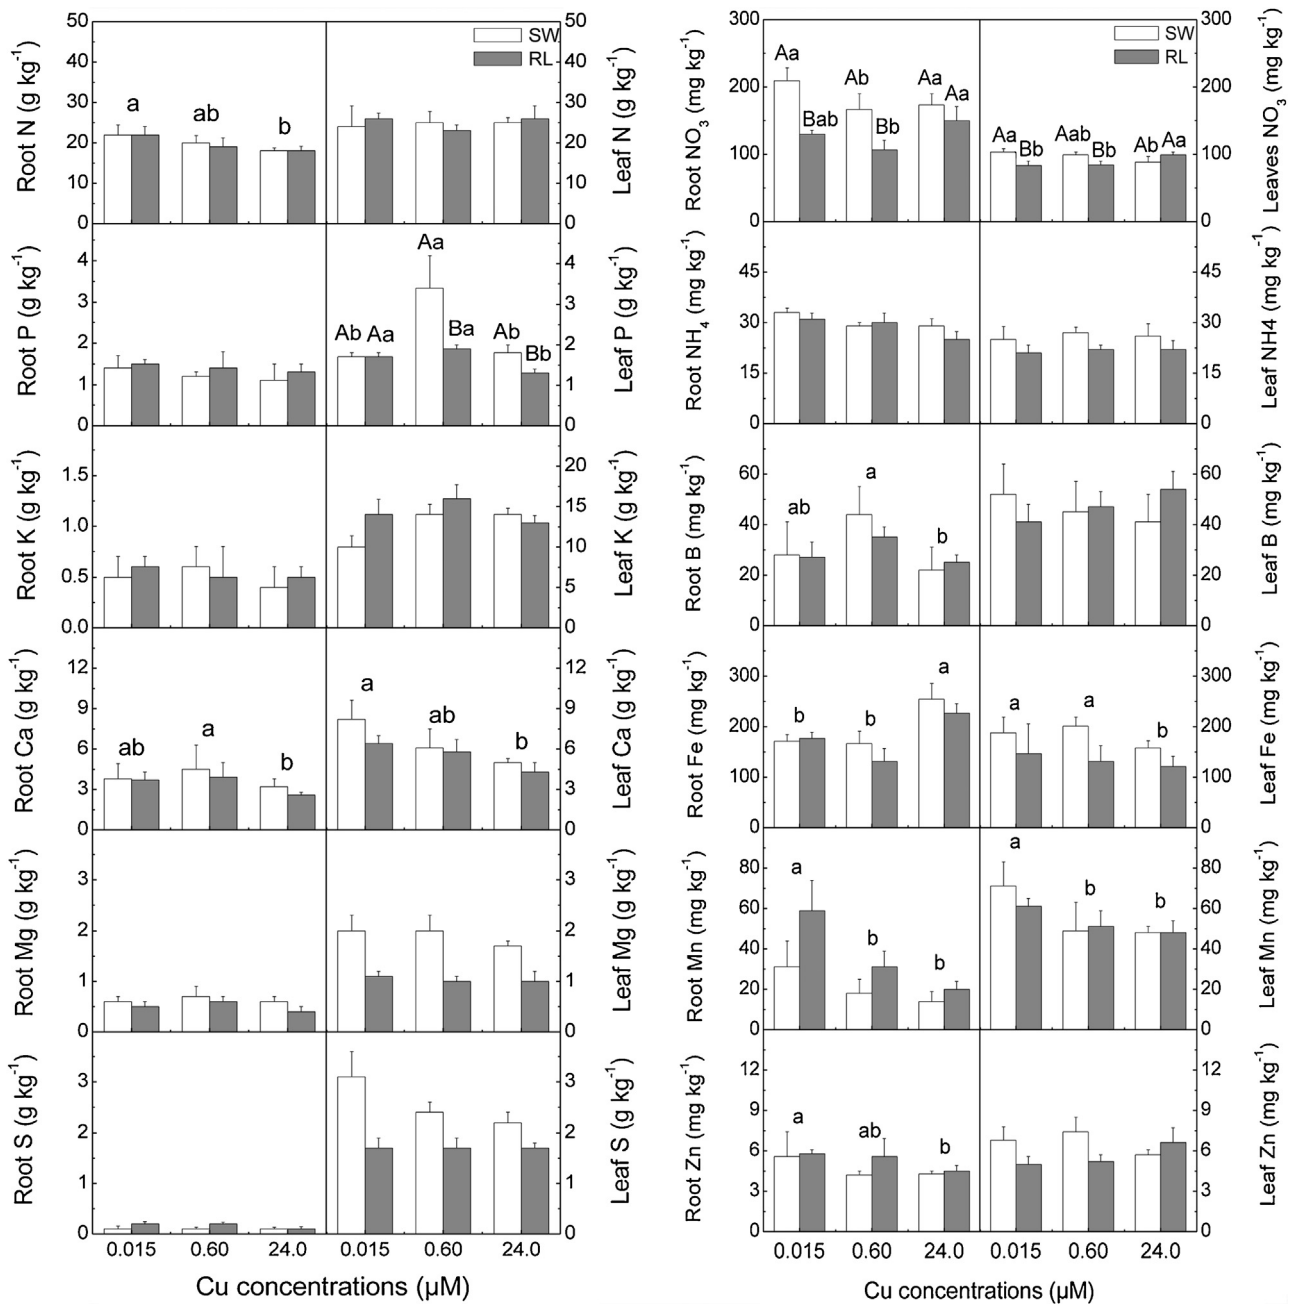 Root N (g kg-1)
50
40
30
20
10
0
SW
RL
a
ab
b
50
40
30
20
10
0
Leaf N (g kg-1)
Root P (g kg-1)
4
3
2
1
0
Ab
Aa
Aa
Ba
Ab
Bb
4
3
2
1
0
Leaf P (g kg-1)
Root K (g kg-1)
1.5
1.0
0.5
0.0
20
15
10
5
0
Leaf K (g kg-1)
Root Ca (g kg-1)
12
9
6
3
0
ab
a
b
a
ab
b
12
9
6
3
0
Leaf Ca (g kg-1)
Root Mg (g kg-1)
3
2
1
0
3
2
1
0
Leaf Mg (g kg-1)
Root S (g kg-1)
3
2
1
0
3
2
1
0
Leaf S (g kg-1)
0.015 0.60 24.0 0.015 0.60 24.0
Cu concentrations (µM)
Root NO3 (mg kg-1)
300
200
100
0
SW
RL
Aa
Bab
Ab
Bb
Aa
Aa
Aa
Bb
Aab
Bb
Ab
Aa
300
200
100
0
Leaves NO3 (mg kg-1)
Root NH4 (mg kg-1)
45
30
15
0
45
30
15
0
Leaf NH4 (mg kg-1)
Root B (mg kg-1)
60
40
20
0
ab
a
b
60
40
20
0
Leaf B (mg kg-1)
Root Fe (mg kg-1)
300
200
100
0
b
b
a
a
a
b
300
200
100
0
Leaf Fe (mg kg-1)
Root Mn (mg kg-1)
80
60
40
20
0
a
b
b
a
b
b
80
60
40
20
0
Leaf Mn (mg kg-1)
Root Zn (mg kg-1)
12
9
6
3
0
a
ab
b
12
9
6
3
0
Leaf Zn (mg kg-1)
0.015 0.60 24.0 0.015 0.60 24.0
Cu concentrations (µM)